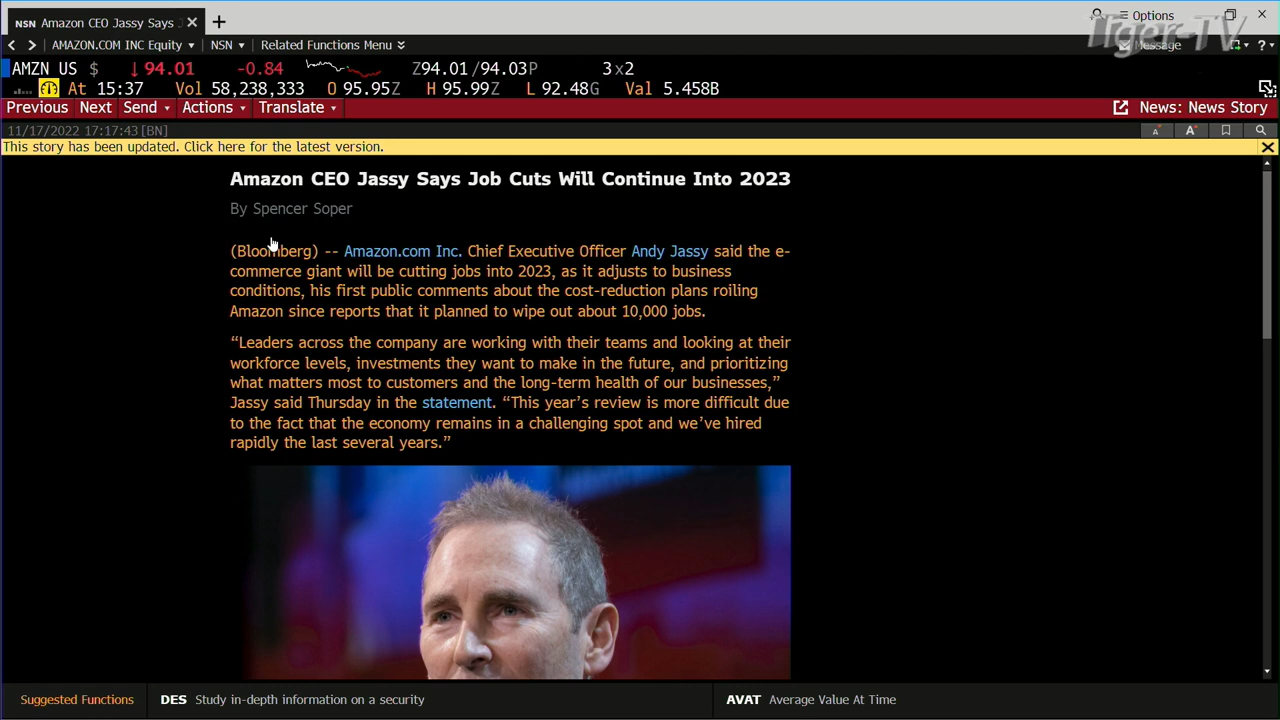 NSN Amazon CEO Jassy Says
Options
Tiger-TV
AMAZON.COM INC Equity NSN Related Functions Menu
Message
AMZN US $ ↓94.01 -0.84 Z94.01/94.03P 3x2
At 15:37 Vol 58,238,333 O 95.95Z H 95.99Z L 92.48G Val 5.458B
Previous Next Send Actions Translate News: News Story
11/17/2022 17:17:43[BN]
This story has been updated. Click here for the latest version.
Amazon CEO Jassy Says Job Cuts Will Continue Into 2023
By Spencer Soper
(Bloomberg) -- Amazon.com Inc. Chief Executive Officer Andy Jassy said the e-
commerce giant will be cutting jobs into 2023, as it adjusts to business
conditions, his first public comments about the cost-reduction plans roiling
Amazon since reports that it planned to wipe out about 10,000 jobs.
“Leaders across the company are working with their teams and looking at their
workforce levels, investments they want to make in the future, and prioritizing
what matters most to customers and the long-term health of our businesses,”
Jassy said Thursday in the statement. “This year’s review is more difficult due
to the fact that the economy remains in a challenging spot and we’ve hired
rapidly the last several years.”
Suggested Functions DES Study in-depth information on a security AVAT Average Value At Time